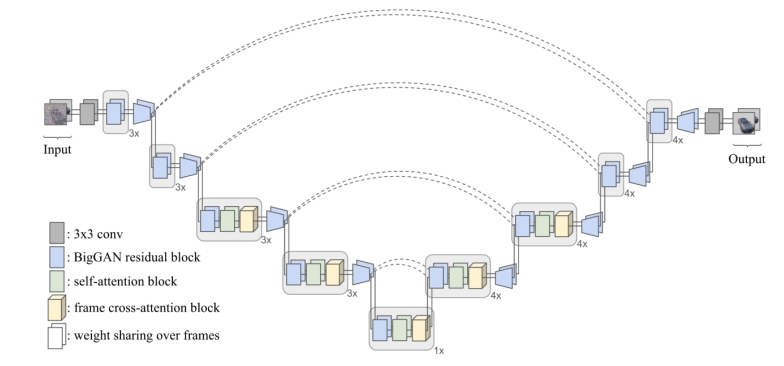 3x
4x
Input
Output
3x
4x
3x
4x
3x
4x
1x
: 3x3 conv
: BigGAN residual block
: self-attention block
: frame cross-attention block
: weight sharing over frames